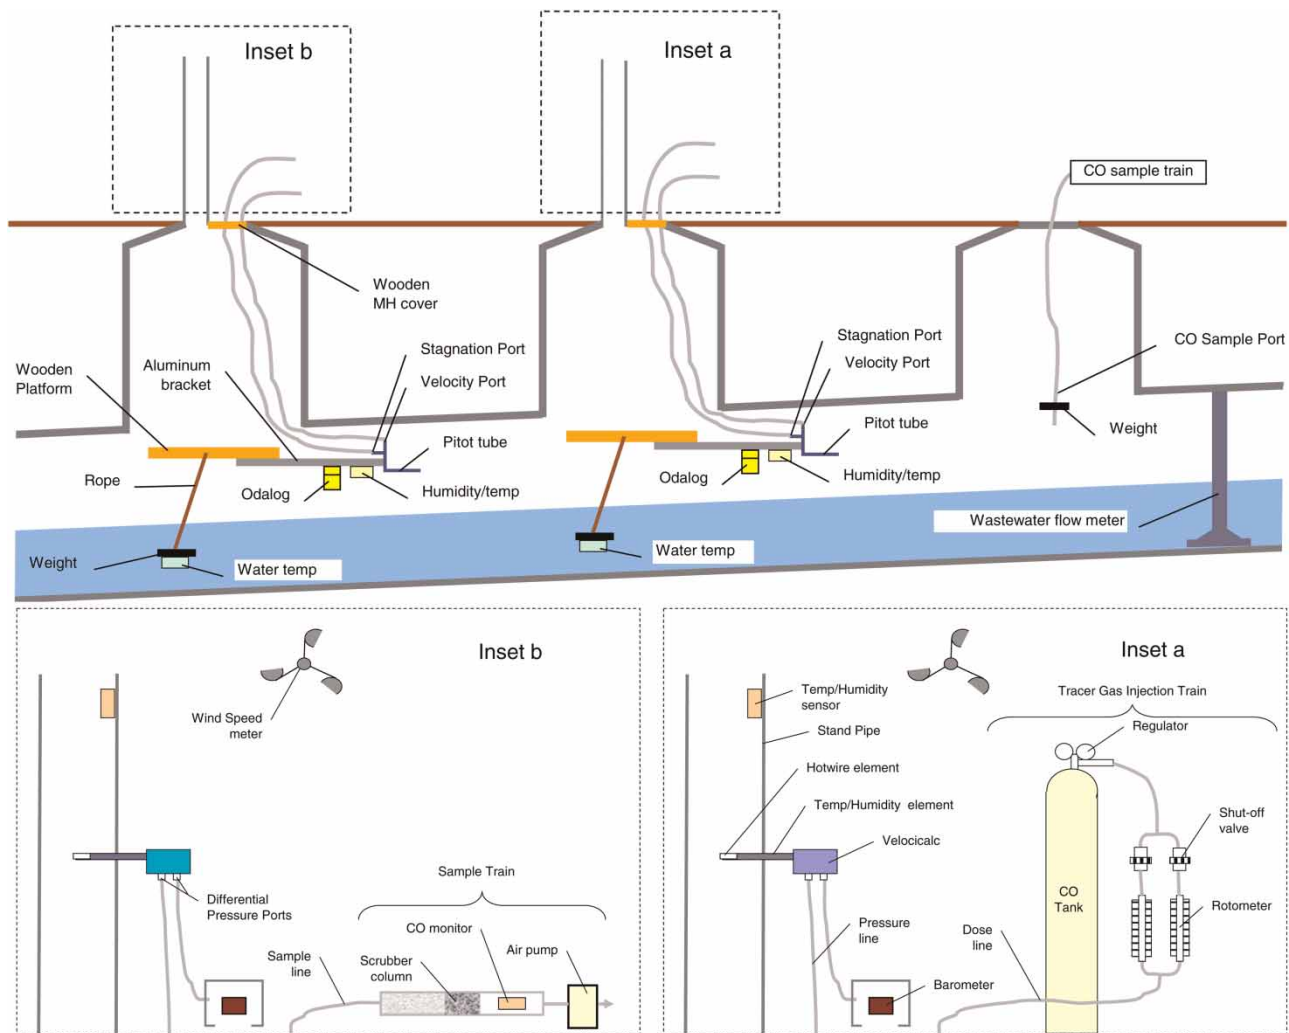 Inset b
Inset a
CO sample train
Wooden
MH cover
Stagnation Port
Velocity Port
Aluminum
bracket
Wooden
Platform
Stagnation Port
Velocity Port
CO Sample Port
Weight
Pitot tube
Pitot tube
Rope
Odalog
Humidity/temp
Odalog
Humidity/temp
Wastewater flow meter
Weight
Water temp
Water temp
Inset b
Wind Speed
meter
Differential
Pressure Ports
Sample Train
CO monitor
Air pump
Sample
line
Scrubber
column
Inset a
Temp/Humidity
sensor
Tracer Gas Injection Train
Stand Pipe
Regulator
Hotwire element
Temp/Humidity element
Velocicalc
Shut-off
valve
CO
Tank
Rotometer
Pressure
line
Dose
line
Barometer